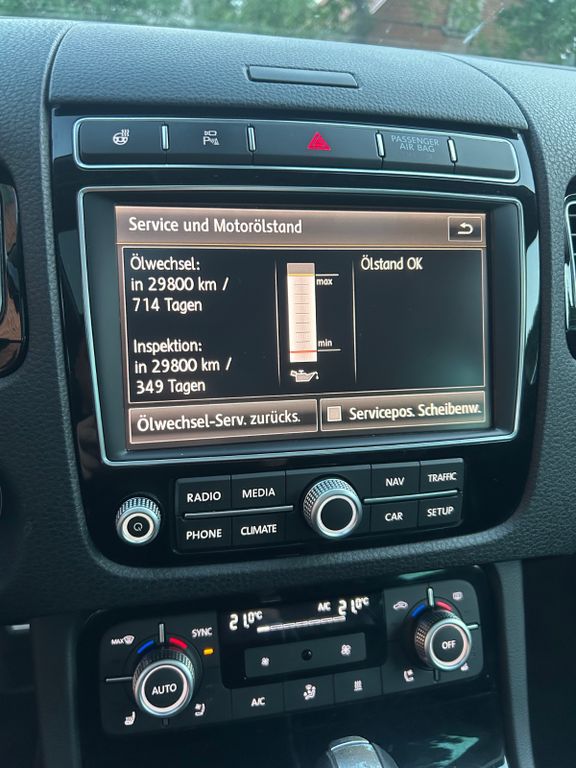 PASSENGER
AIR BAG
Service und Motorölstand
Ölwechsel:
in 29800 km /
714 Tagen
Inspektion:
in 29800 km /
349 Tagen
max
min
Ölstand OK
Ölwechsel-Serv. zurücks.
Servicepos. Scheibenw.
RADIO
MEDIA
NAV
TRAFFIC
PHONE
CLIMATE
CAR
SETUP
MAX
SYNC
21.0°C
A/C
21.0°C
AUTO
OFF
A/C